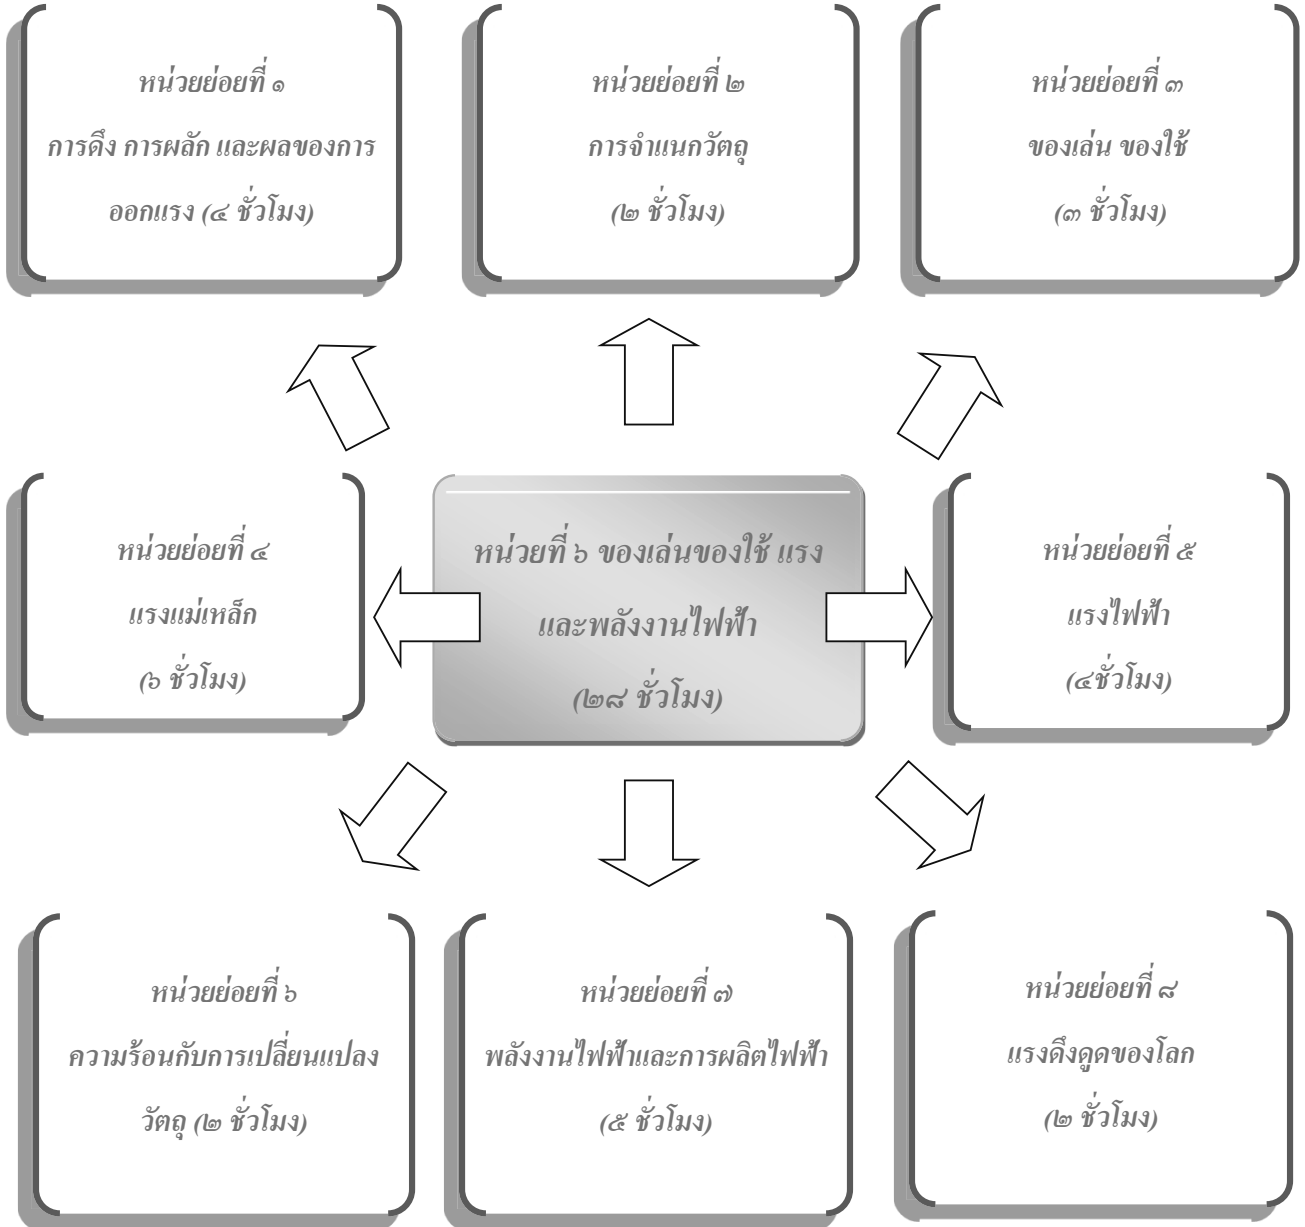 หน่วยย่อยที่ ๑
การดึง การผลัก และผลของการ
ออกแรง (๔ ชั่วโมง)
หน่วยย่อยที่ ๒
การจำแนกวัตถุ
(๒ ชั่วโมง)
หน่วยย่อยที่ ๓
ของเล่น ของใช้
(๓ ชั่วโมง)
หน่วยย่อยที่ ๔
แรงแม่เหล็ก
(๖ ชั่วโมง)
หน่วยที่ ๖ ของเล่นของใช้ แรง
และพลังงานไฟฟ้า
(๒๘ ชั่วโมง)
หน่วยย่อยที่ ๕
แรงไฟฟ้า
(๔ชั่วโมง)
หน่วยย่อยที่ ๖
ความร้อนกับการเปลี่ยนแปลง
วัตถุ (๒ ชั่วโมง)
หน่วยย่อยที่ ๗
พลังงานไฟฟ้าและการผลิตไฟฟ้า
(๕ ชั่วโมง)
หน่วยย่อยที่ ๘
แรงดึงดูดของโลก
(๒ ชั่วโมง)